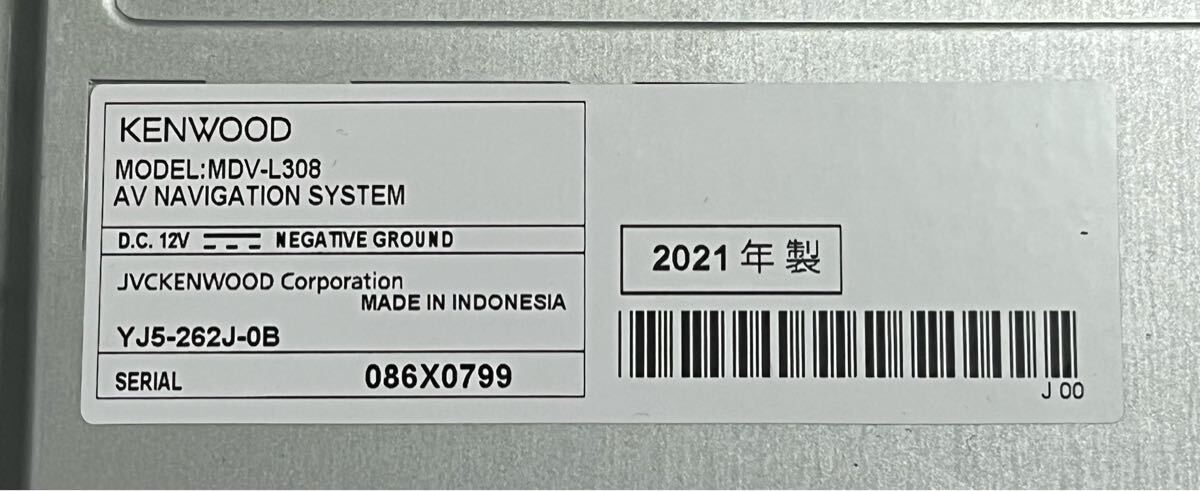 KENWOOD
MODEL:MDV-L308
AV NAVIGATION SYSTEM
D.C. 12V NEGATIVE GROUND
JVCKENWOOD Corporation
MADE IN INDONESIA
YJ5-262J-0B
SERIAL 086X0799
2021 年 製
J 00